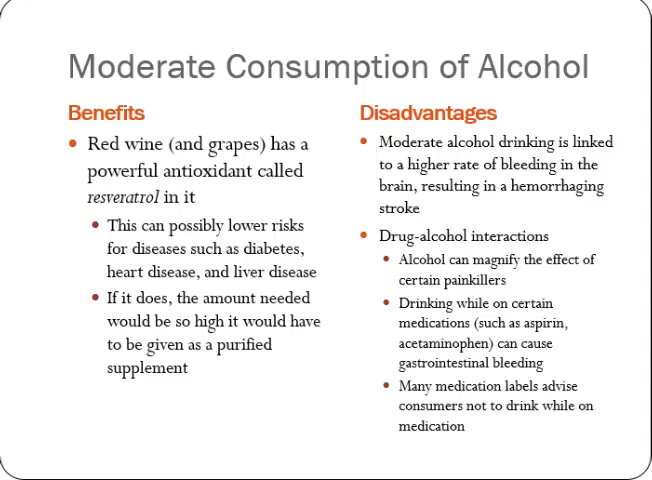 Moderate Consumption of Alcohol
Benefits
• Red wine (and grapes) has a
powerful antioxidant called
resveratrol in it
• This can possibly lower risks
for diseases such as diabetes,
heart disease, and liver disease
• If it does, the amount needed
would be so high it would have
to be given as a purified
supplement
Disadvantages
• Moderate alcohol drinking is linked
to a higher rate of bleeding in the
brain, resulting in a hemorrhaging
stroke
• Drug-alcohol interactions
• Alcohol can magnify the effect of
certain painkillers
• Drinking while on certain
medications (such as aspirin,
acetaminophen) can cause
gastrointestinal bleeding
• Many medication labels advise
consumers not to drink while on
medication